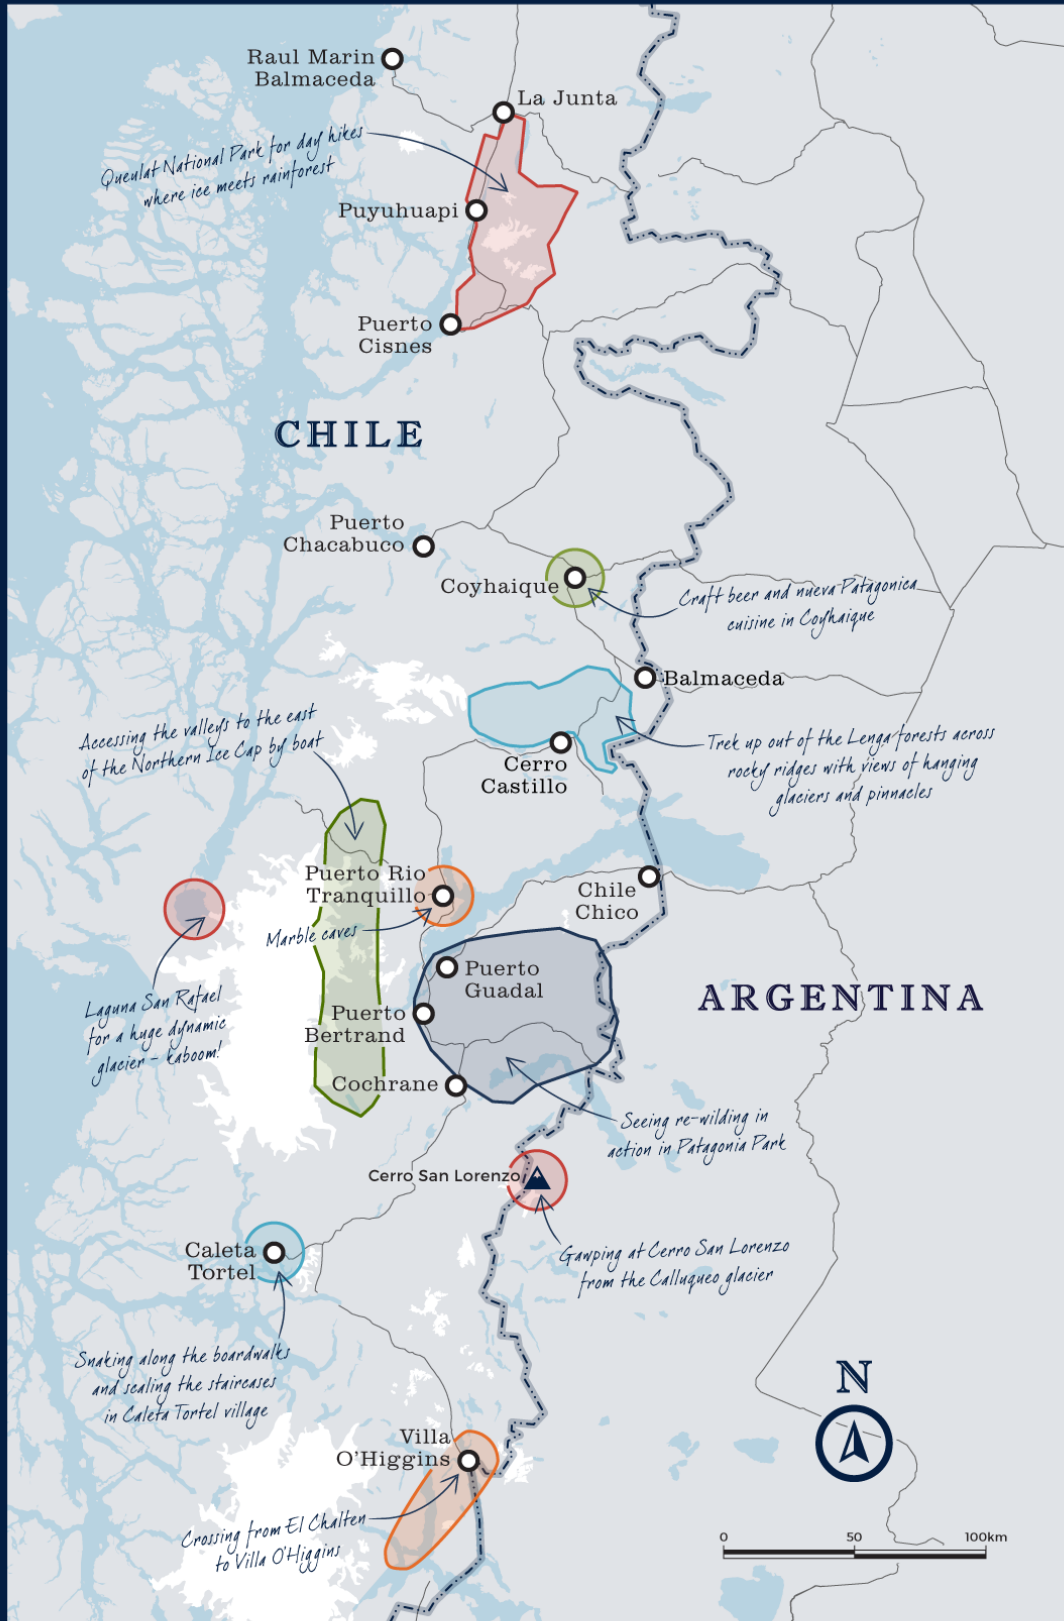 Raul Marin
Balmaceda
La Junta
Queulat National Park for day hikes
where ice meets rainforest
Puyuhuapi
Puerto
Cisnes
CHILE
Puerto
Chacabuco
Coyhaique
Craft beer and nueva Patagonica
cuisine in Coyhaique
Balmaceda
Accessing the valleys to the east
of the Northern Ice Cap by boat
Trek up out of the Lenga forests across
rocky ridges with views of hanging
glaciers and pinnacles
Cerro
Castillo
Puerto Rio
Tranquillo
Chile
Chico
Marble caves
Puerto
Guadal
ARGENTINA
Laguna San Rafael
for a huge dynamic
glacier – kaboom!
Puerto
Bertrand
Cochrane
Seeing re-wilding in
action in Patagonia Park
Cerro San Lorenzo
Caleta
Tortel
Gawping at Cerro San Lorenzo
from the Calluqueo glacier
Snaking along the boardwalks
and scaling the staircases
in Caleta Tortel village
N
Villa
O'Higgins
Crossing from El Chalten
to Villa O'Higgins
0 50 100km